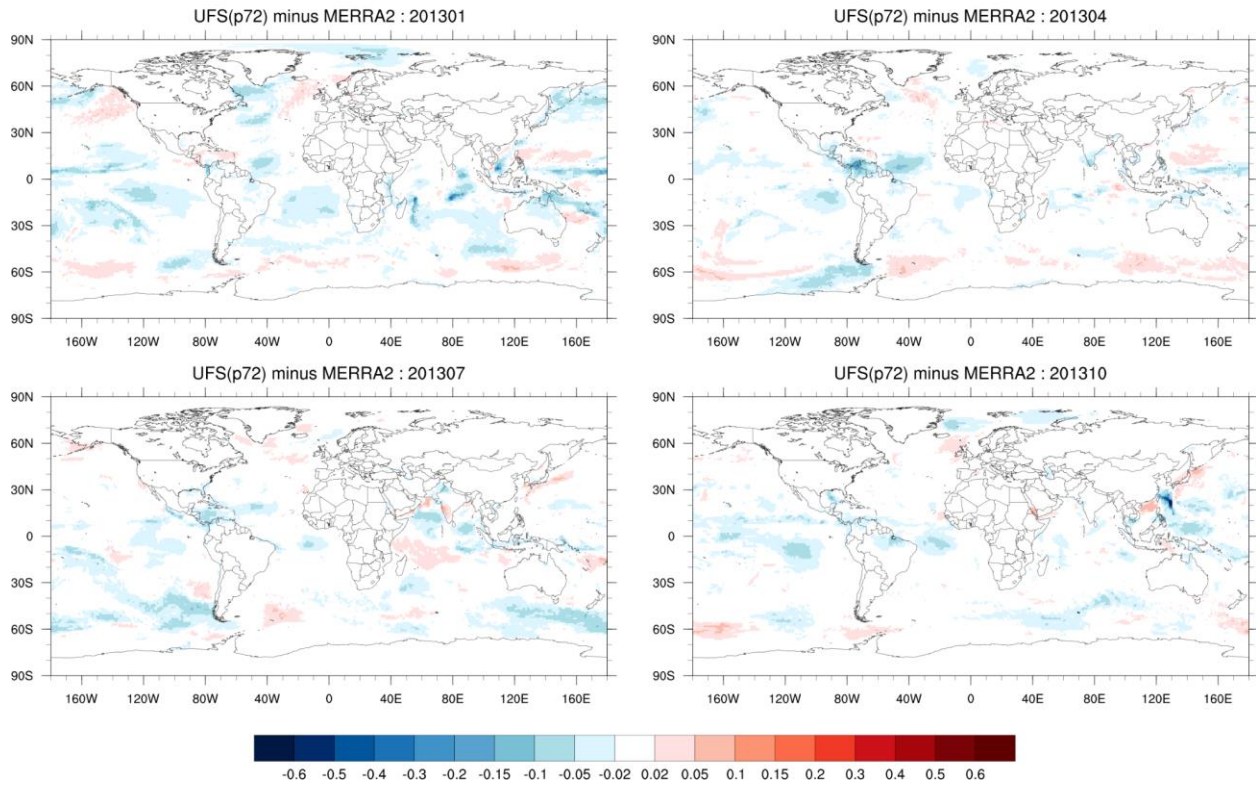 UFS(p72) minus MERRA2 : 201301
UFS(p72) minus MERRA2 : 201304
90N
60N
30N
0
30S
60S
90S
160W 120W 80W 40W 0 40E 80E 120E 160E
90N
60N
30N
0
30S
60S
90S
160W 120W 80W 40W 0 40E 80E 120E 160E
UFS(p72) minus MERRA2 : 201307
UFS(p72) minus MERRA2 : 201310
90N
60N
30N
0
30S
60S
90S
160W 120W 80W 40W 0 40E 80E 120E 160E
90N
60N
30N
0
30S
60S
90S
160W 120W 80W 40W 0 40E 80E 120E 160E
-0.6 -0.5 -0.4 -0.3 -0.2 -0.15 -0.1 -0.05 -0.02 0.02 0.05 0.1 0.15 0.2 0.3 0.4 0.5 0.6